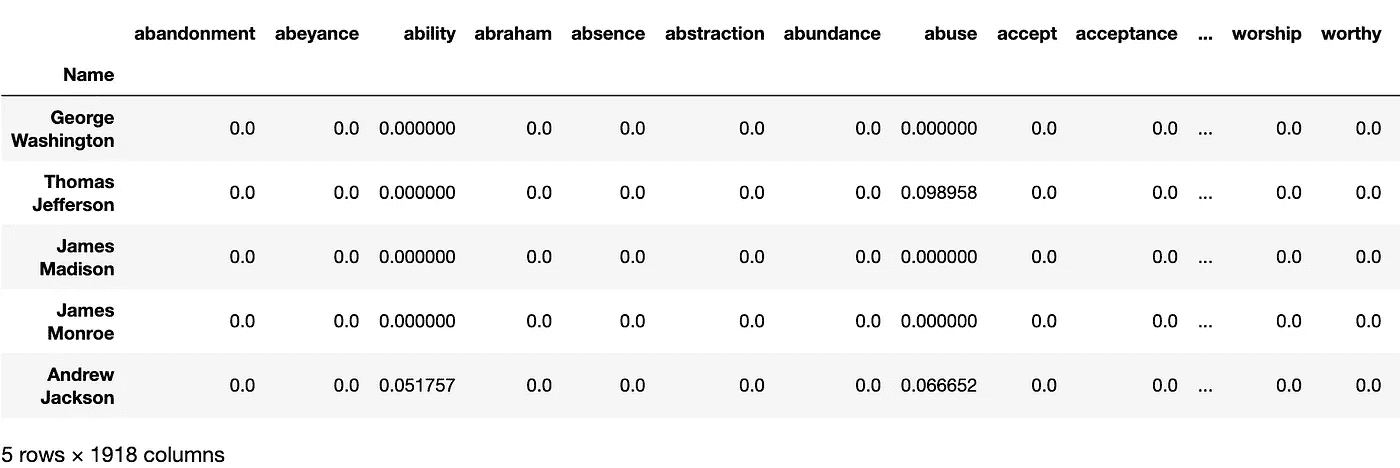 abandonment abeyance ability abraham absence abstraction abundance abuse accept acceptance ... worship worthy
Name
George
Washington 0.0 0.0 0.000000 0.0 0.0 0.0 0.0 0.000000 0.0 0.0 ... 0.0 0.0
Thomas
Jefferson 0.0 0.0 0.000000 0.0 0.0 0.0 0.0 0.098958 0.0 0.0 ... 0.0 0.0
James
Madison 0.0 0.0 0.000000 0.0 0.0 0.0 0.0 0.000000 0.0 0.0 ... 0.0 0.0
James
Monroe 0.0 0.0 0.000000 0.0 0.0 0.0 0.0 0.000000 0.0 0.0 ... 0.0 0.0
Andrew
Jackson 0.0 0.0 0.051757 0.0 0.0 0.0 0.0 0.066652 0.0 0.0 ... 0.0 0.0
5 rows × 1918 columns